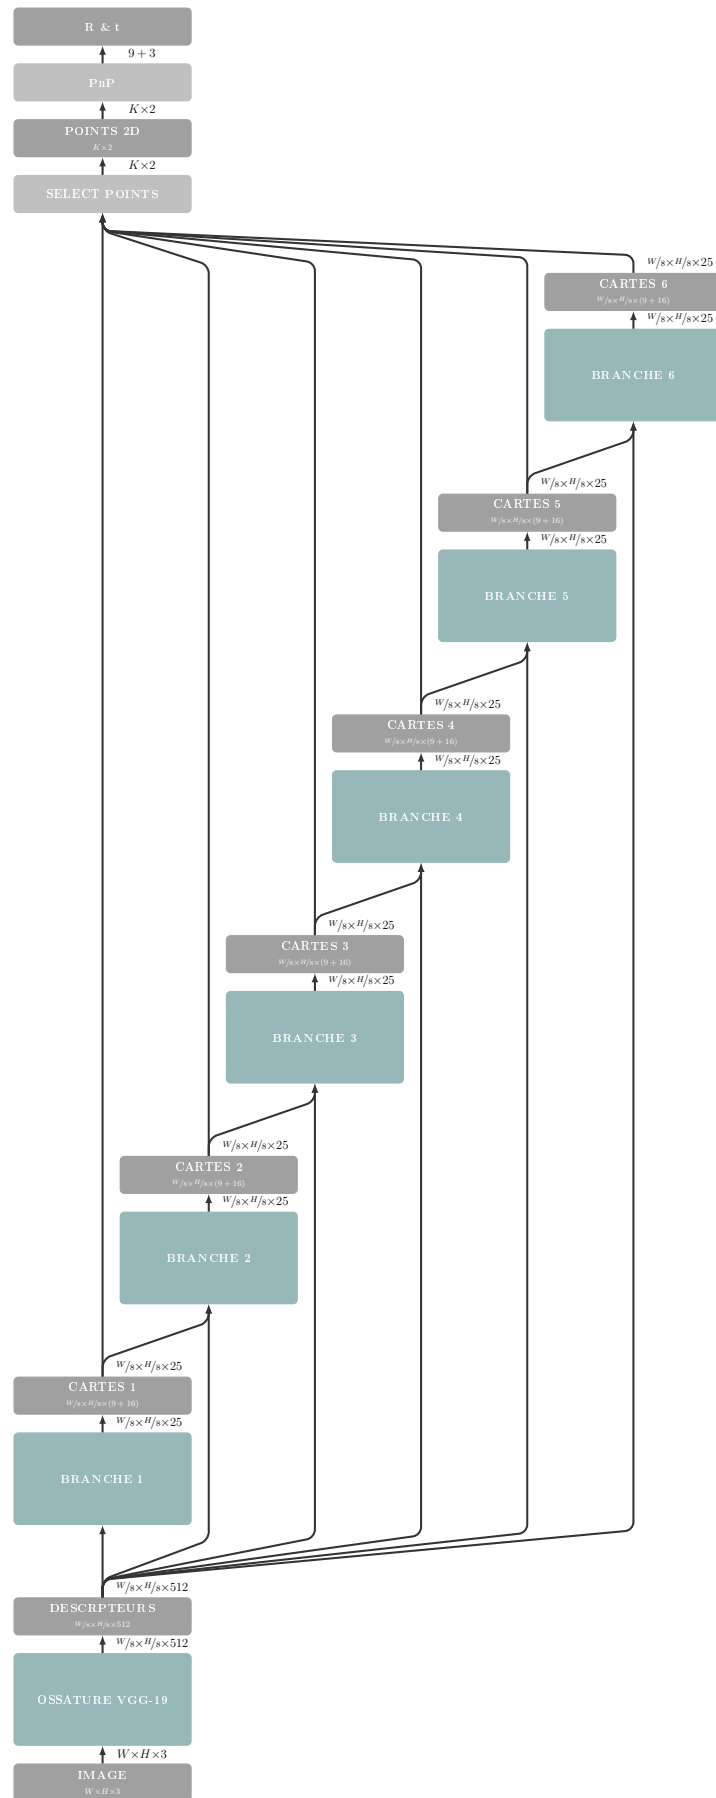 R & t
9 + 3
PnP
K×2
POINTS 2D
K×2
K×2
SELECT POINTS
W/s×H/s×25
CARTES 6
W/s×H/s×(9 + 16)
W/s×H/s×25
BRANCHE 6
W/s×H/s×25
CARTES 5
W/s×H/s×(9 + 16)
W/s×H/s×25
BRANCHE 5
W/s×H/s×25
CARTES 4
W/s×H/s×(9 + 16)
W/s×H/s×25
BRANCHE 4
W/s×H/s×25
CARTES 3
W/s×H/s×(9 + 16)
W/s×H/s×25
BRANCHE 3
W/s×H/s×25
CARTES 2
W/s×H/s×(9 + 16)
W/s×H/s×25
BRANCHE 2
W/s×H/s×25
CARTES 1
W/s×H/s×(9 + 16)
W/s×H/s×25
BRANCHE 1
W/s×H/s×512
DESCRPTEURS
W/s×H/s×512
W/s×H/s×512
OSSATURE VGG-19
W×H×3
IMAGE
W×H×3